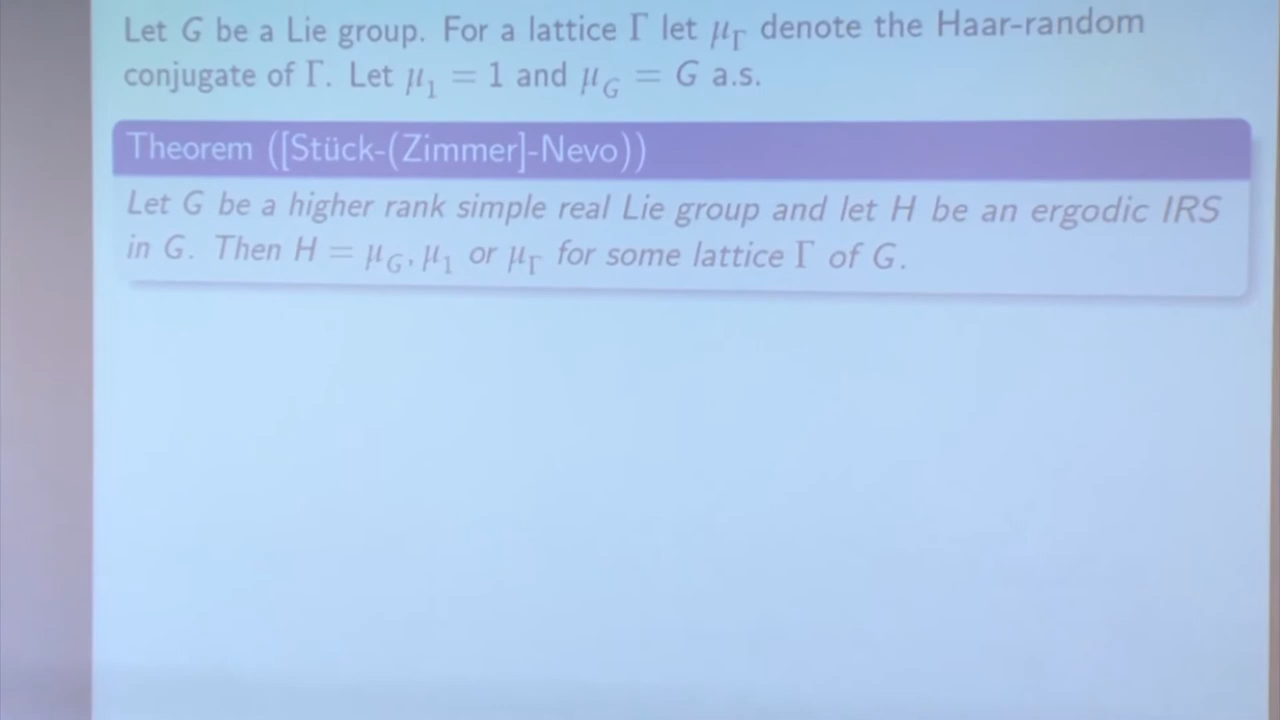 Let G be a Lie group. For a lattice Γ let μ_Γ denote the Haar-random
conjugate of Γ. Let μ₁ = 1 and μ_G = G a.s.
Theorem ([Stück-(Zimmer]-Nevo))
Let G be a higher rank simple real Lie group and let H be an ergodic IRS
in G. Then H = μ_G, μ₁ or μ_Γ for some lattice Γ of G.